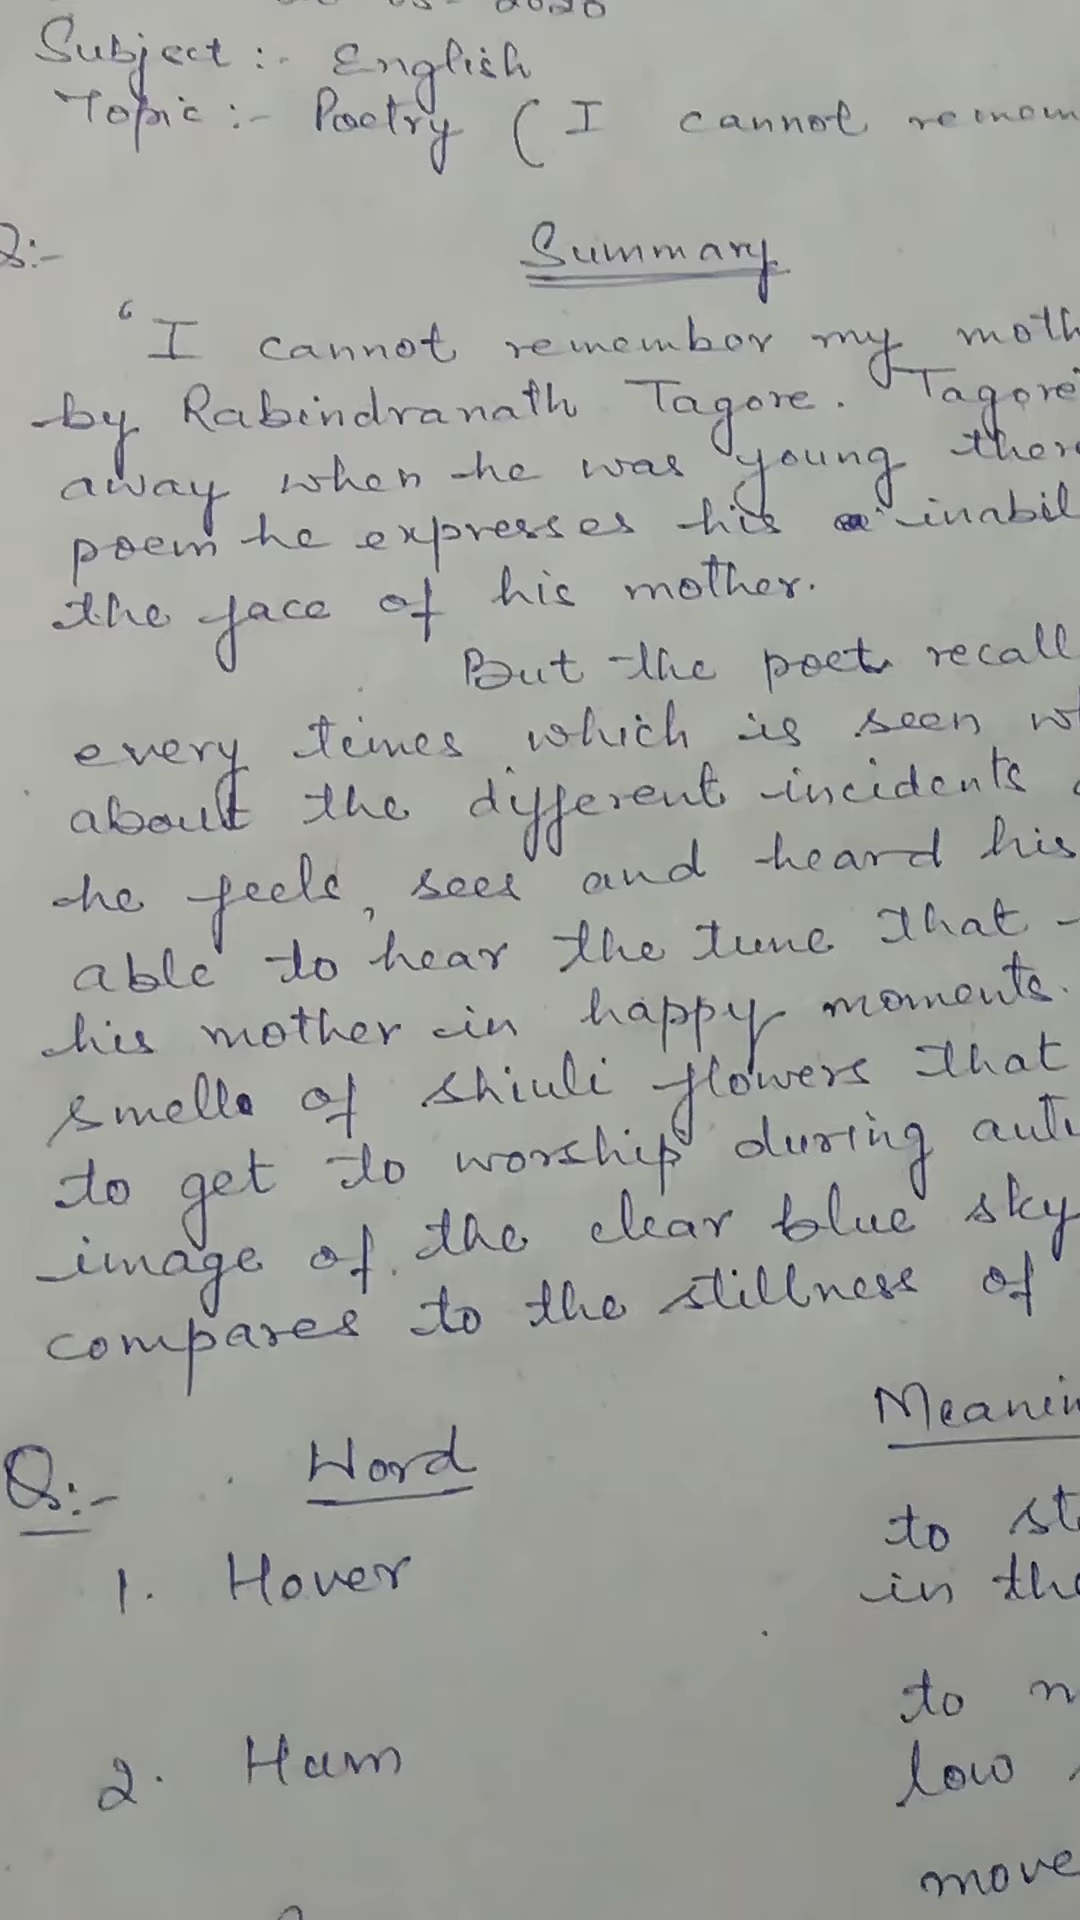 2020
Subject :- English
Topic :- Poetry ( I cannot
Q:- Summary
"I cannot remember my moth
by Rabindranath Tagore. Tagore'
away when he was young
poem he expresses his inabil
the face of his mother.
But the poet recall
every times which is seen
about the different incidents
he feels, sees and heard his
able to hear the tune that
his mother in happy moments.
smells of shiuli flowers that
to get to worship during
image of the clear blue sky
compares to the stillness of
Q:- Word Meanin
1. Hover to
in the
2. Hum to
low
move